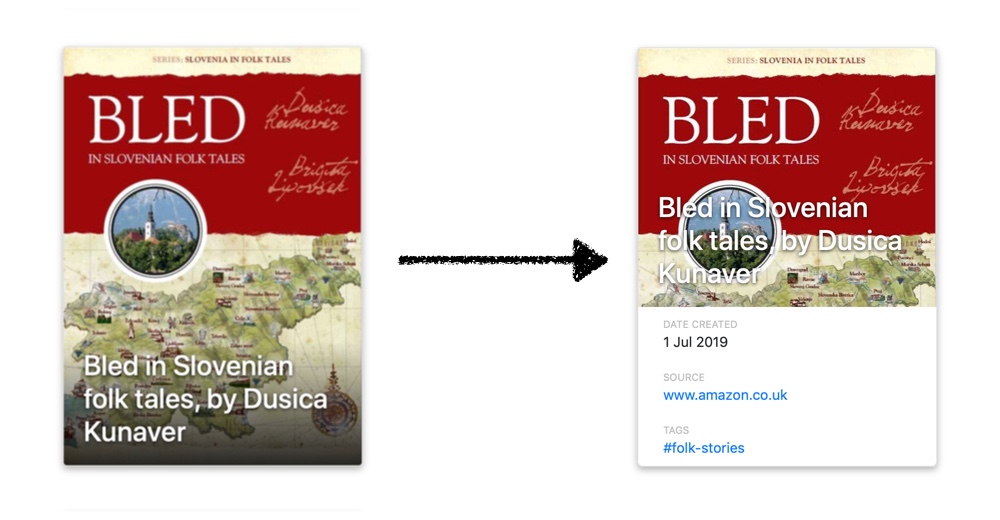 SERIES: SLOVENIA IN FOLK TALES
BLED
Dusica
Kunaver
IN SLOVENIAN FOLK TALES
Brigita
Lipovšek
Bled in Slovenian
folk tales, by Dusica
Kunaver
SERIES: SLOVENIA IN FOLK TALES
BLED
Dusica
Kunaver
IN SLOVENIAN FOLK TALES
Brigita
Lipovšek
Bled in Slovenian
folk tales, by Dusica
Kunaver
DATE CREATED
1 Jul 2019
SOURCE
www.amazon.co.uk
TAGS
#folk-stories